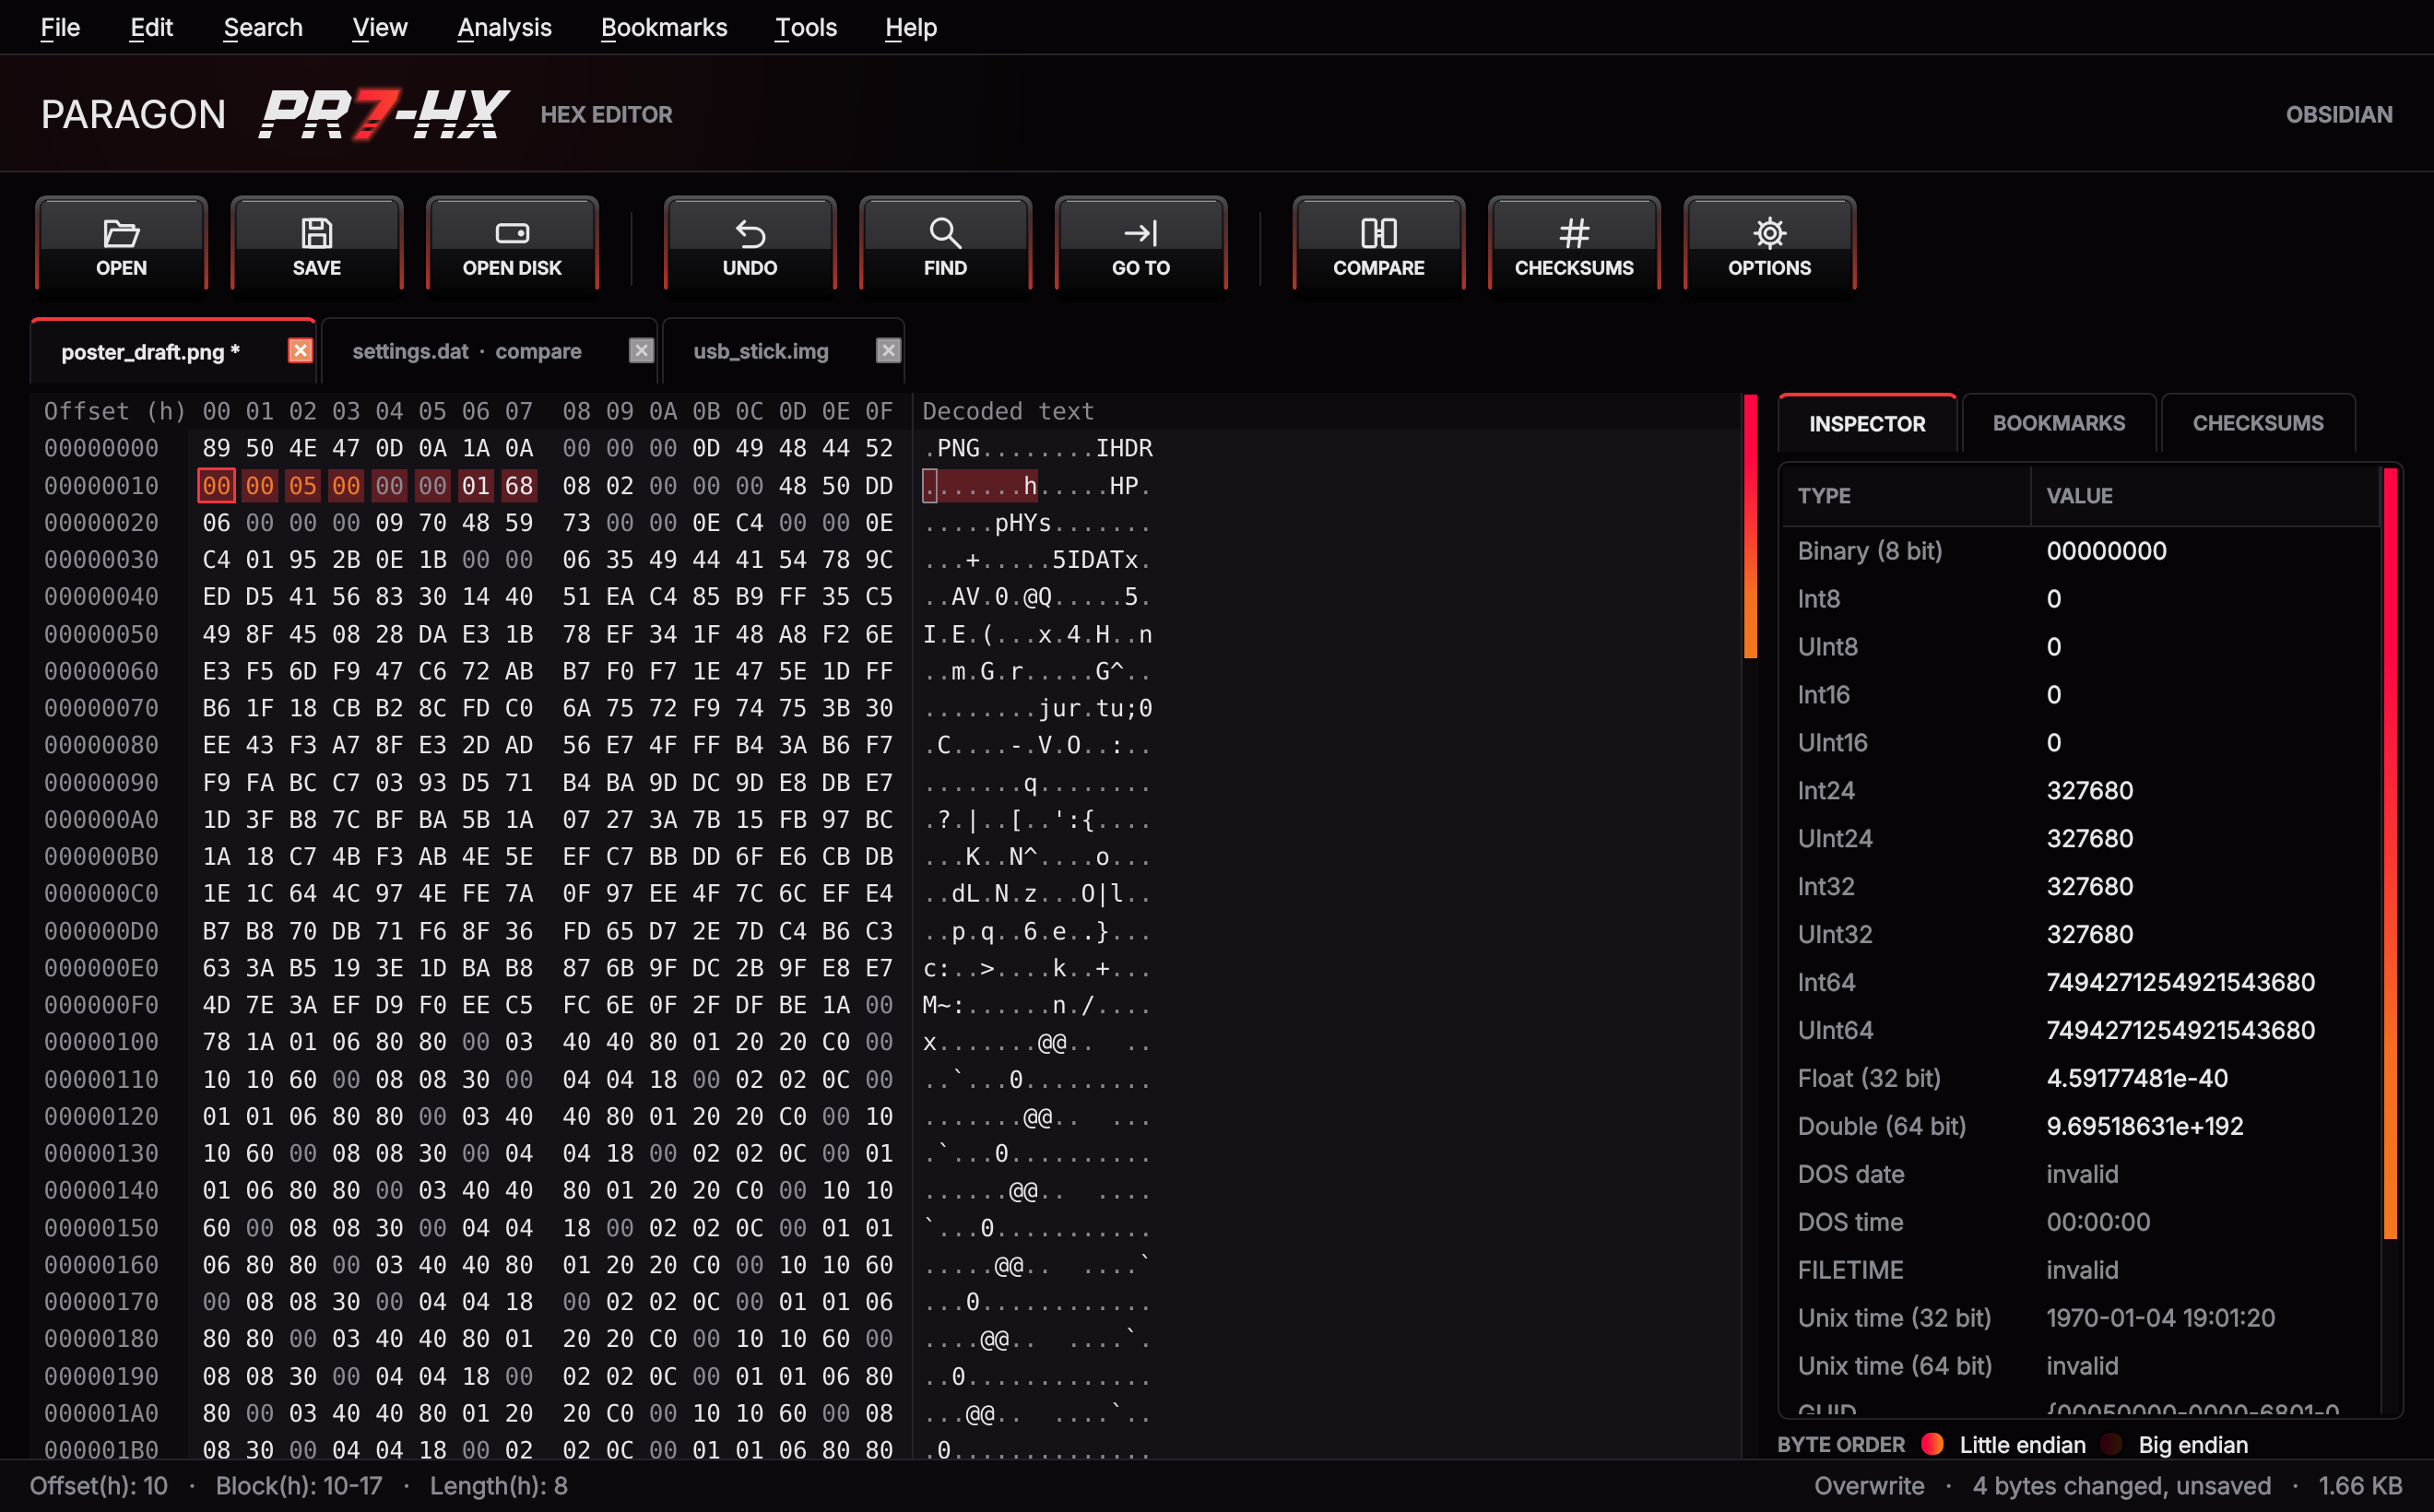 File Edit Search View Analysis Bookmarks Tools Help
PARAGON PR7-HX HEX EDITOR OBSIDIAN
OPEN SAVE OPEN DISK UNDO FIND GO TO COMPARE CHECKSUMS OPTIONS
poster_draft.png * settings.dat · compare usb_stick.img
Offset (h) 00 01 02 03 04 05 06 07 08 09 0A 0B 0C 0D 0E 0F Decoded text
00000000 89 50 4E 47 0D 0A 1A 0A 00 00 00 0D 49 48 44 52 .PNG........IHDR
00000010 00 00 05 00 00 00 01 68 08 02 00 00 00 48 50 DD .......h.....HP.
00000020 06 00 00 00 09 70 48 59 73 00 00 0E C4 00 00 0E .....pHYs.......
00000030 C4 01 95 2B 0E 1B 00 00 06 35 49 44 41 54 78 9C ...+.....5IDATx.
00000040 ED D5 41 56 83 30 14 40 51 EA C4 85 B9 FF 35 C5 ..AV.0.@Q.....5.
00000050 49 8F 45 08 28 DA E3 1B 78 EF 34 1F 48 A8 F2 6E I.E.(...x.4.H..n
00000060 E3 F5 6D F9 47 C6 72 AB B7 F0 F7 1E 47 5E 1D FF ..m.G.r.....G^..
00000070 B6 1F 18 CB B2 8C FD C0 6A 75 72 F9 74 75 3B 30 ........jur.tu;0
00000080 EE 43 F3 A7 8F E3 2D AD 56 E7 4F FF B4 3A B6 F7 .C....-.V.O..:..
00000090 F9 FA BC C7 03 93 D5 71 B4 BA 9D DC 9D E8 DB E7 .......q........
000000A0 1D 3F B8 7C BF BA 5B 1A 07 27 3A 7B 15 FB 97 BC .?.|..[..':{....
000000B0 1A 18 C7 4B F3 AB 4E 5E EF C7 BB DD 6F E6 CB DB ...K..N^....o...
000000C0 1E 1C 64 4C 97 4E FE 7A 0F 97 EE 4F 7C 6C EF E4 ..dL.N.z...O|l..
000000D0 B7 B8 70 DB 71 F6 8F 36 FD 65 D7 2E 7D C4 B6 C3 ..p.q..6.e..}...
000000E0 63 3A B5 19 3E 1D BA B8 87 6B 9F DC 2B 9F E8 E7 c:..>....k..+...
000000F0 4D 7E 3A EF D9 F0 EE C5 FC 6E 0F 2F DF BE 1A 00 M~:......n./....
00000100 78 1A 01 06 80 80 00 03 40 40 80 01 20 20 C0 00 x.......@@..  ..
00000110 10 10 60 00 08 08 30 00 04 04 18 00 02 02 0C 00 ..`...0.........
00000120 01 01 06 80 80 00 03 40 40 80 01 20 20 C0 00 10 .......@@..  ...
00000130 10 60 00 08 08 30 00 04 04 18 00 02 02 0C 00 01 .`...0..........
00000140 01 06 80 80 00 03 40 40 80 01 20 20 C0 00 10 10 ......@@..  ....
00000150 60 00 08 08 30 00 04 04 18 00 02 02 0C 00 01 01 `...0...........
00000160 06 80 80 00 03 40 40 80 01 20 20 C0 00 10 10 60 .....@@..  ....`
00000170 00 08 08 30 00 04 04 18 00 02 02 0C 00 01 01 06 ...0............
00000180 80 80 00 03 40 40 80 01 20 20 C0 00 10 10 60 00 ....@@..  ....`.
00000190 08 08 30 00 04 04 18 00 02 02 0C 00 01 01 06 80 ..0.............
000001A0 80 00 03 40 40 80 01 20 20 C0 00 10 10 60 00 08 ...@@..  ....`..
000001B0 08 30 00 04 04 18 00 02 02 0C 00 01 01 06 80 80 .0..............
INSPECTOR BOOKMARKS CHECKSUMS
TYPE VALUE
Binary (8 bit) 00000000
Int8 0
UInt8 0
Int16 0
UInt16 0
Int24 327680
UInt24 327680
Int32 327680
UInt32 327680
Int64 7494271254921543680
UInt64 7494271254921543680
Float (32 bit) 4.59177481e-40
Double (64 bit) 9.69518631e+192
DOS date invalid
DOS time 00:00:00
FILETIME invalid
Unix time (32 bit) 1970-01-04 19:01:20
Unix time (64 bit) invalid
GUID {00050000-0000-6801-0
BYTE ORDER Little endian Big endian
Offset(h): 10 · Block(h): 10-17 · Length(h): 8 Overwrite · 4 bytes changed, unsaved · 1.66 KB